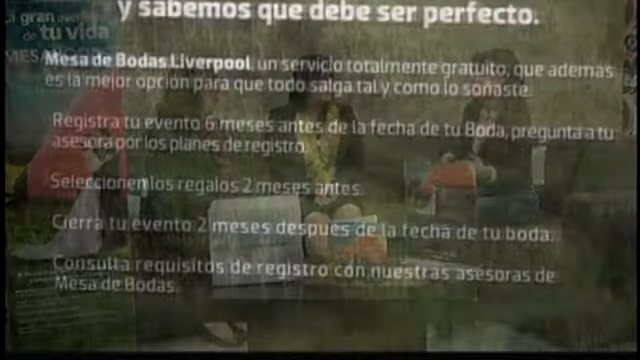 a gran
de tu vida
MESA
y sabemos que debe ser perfecto.
Mesa de Bodas Liverpool, un servicio totalmente gratuito, que además
es la mejor opción para que todo salga tal y como lo soñaste.
Registra tu evento 6 meses antes de la fecha de tu Boda, pregunta a tu
asesora por los planes de registro.
Seleccionen los regalos 2 meses antes.
Cierra tu evento 2 meses después de la fecha de tu boda.
Consulta requisitos de registro con nuestras asesoras de
Mesa de Bodas.